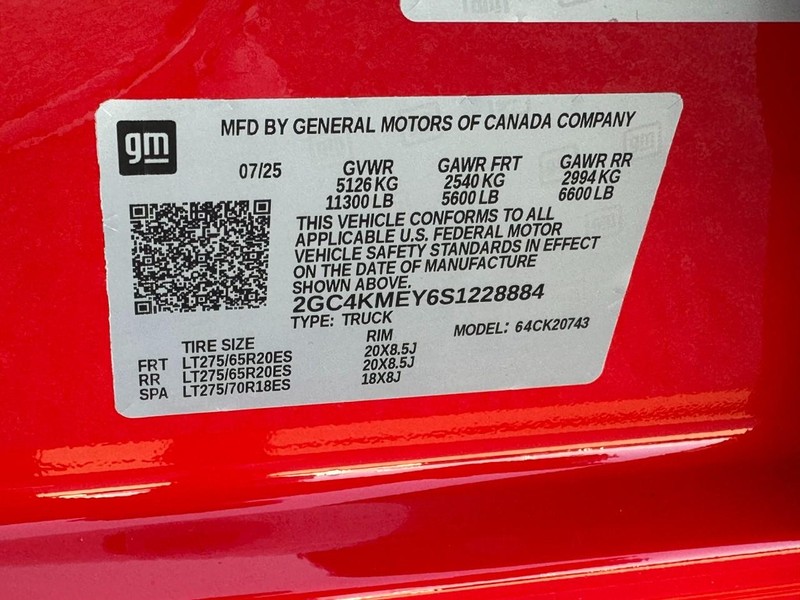 gm
MFD BY GENERAL MOTORS OF CANADA COMPANY
07/25 GVWR GAWR FRT GAWR RR
5126 KG 2540 KG 2994 KG
11300 LB 5600 LB 6600 LB
THIS VEHICLE CONFORMS TO ALL
APPLICABLE U.S. FEDERAL MOTOR
VEHICLE SAFETY STANDARDS IN EFFECT
ON THE DATE OF MANUFACTURE
SHOWN ABOVE.
2GC4KMEY6S1228884
TYPE: TRUCK MODEL: 64CK20743
TIRE SIZE RIM
FRT LT275/65R20ES 20X8.5J
RR LT275/65R20ES 20X8.5J
SPA LT275/70R18ES 18X8J